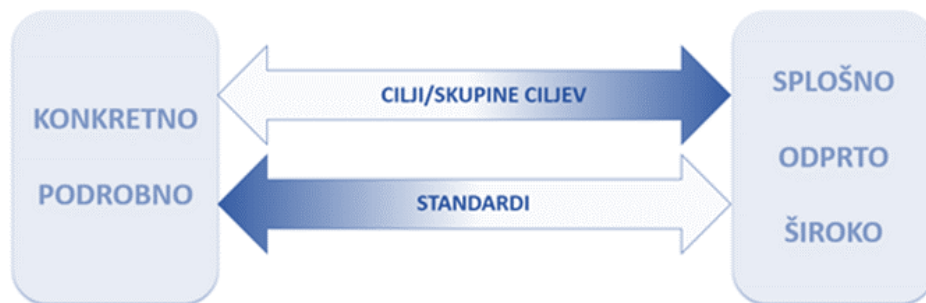 KONKRETNO
PODROBNO
CILJI/SKUPINE CILJEV
STANDARDI
SPLOŠNO
ODPRTO
ŠIROKO